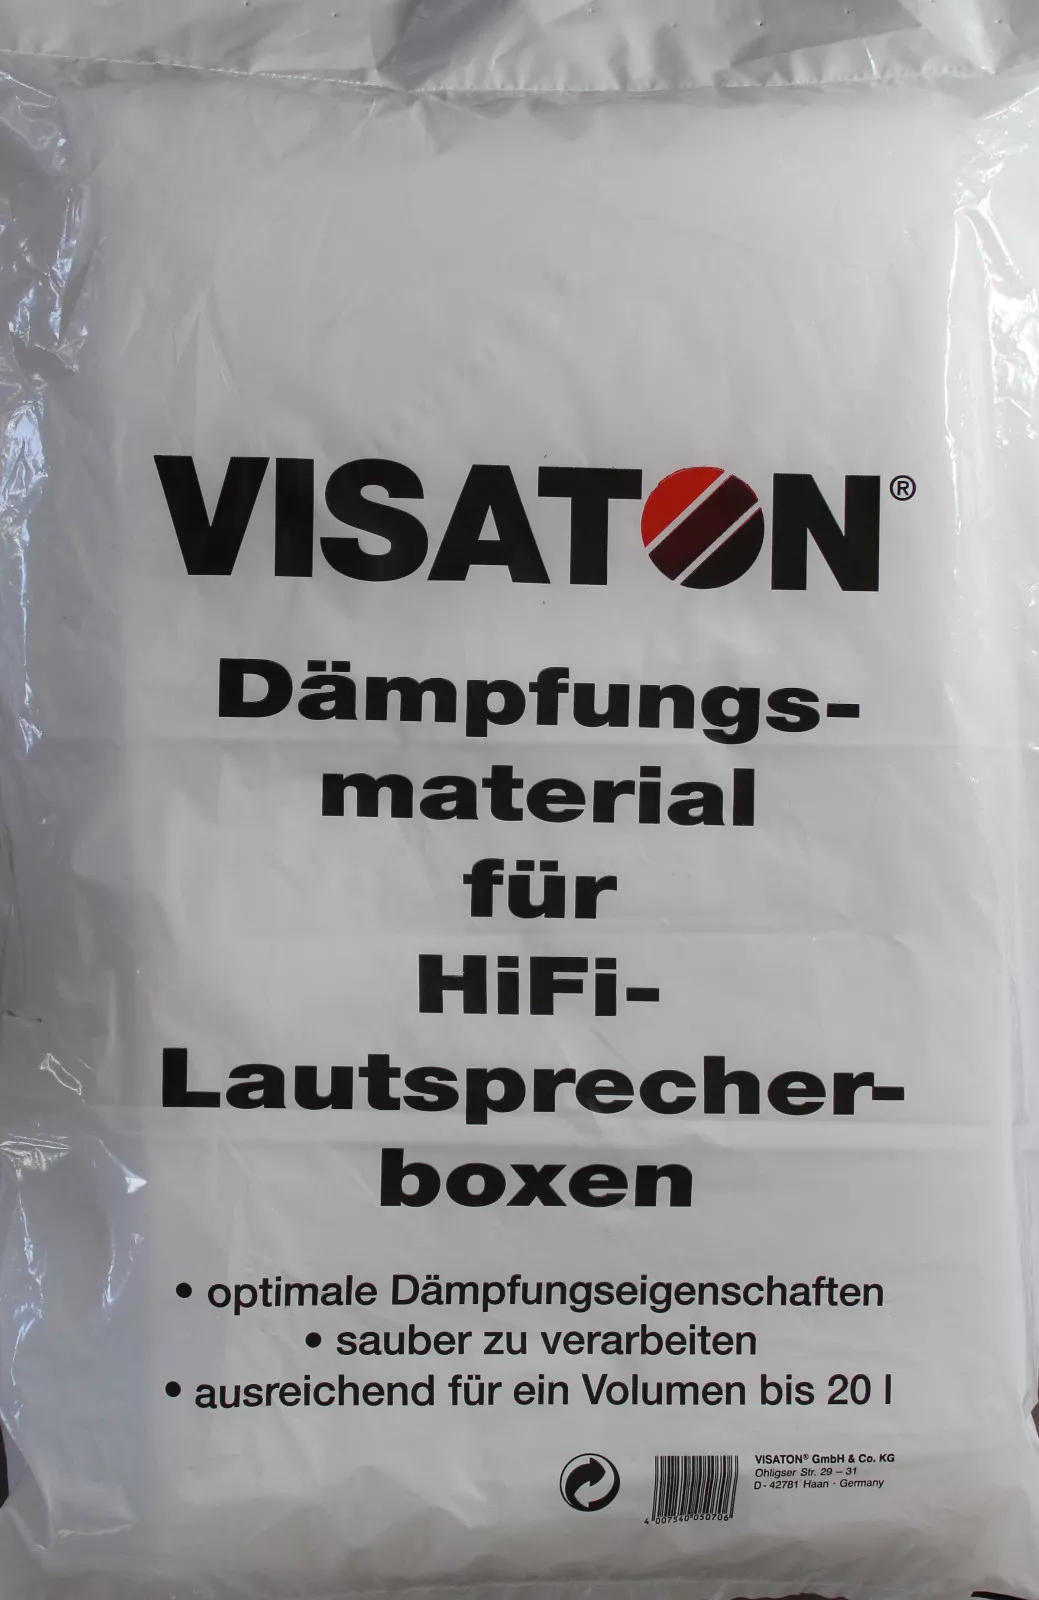 VISATON®
Dämpfungs-
material
für
HiFi-
Lautsprecher-
boxen
• optimale Dämpfungseigenschaften
• sauber zu verarbeiten
• ausreichend für ein Volumen bis 20 l
VISATON® GmbH & Co. KG
Ohligser Str. 29 – 31
D - 42781 Haan · Germany
4 007540 050706